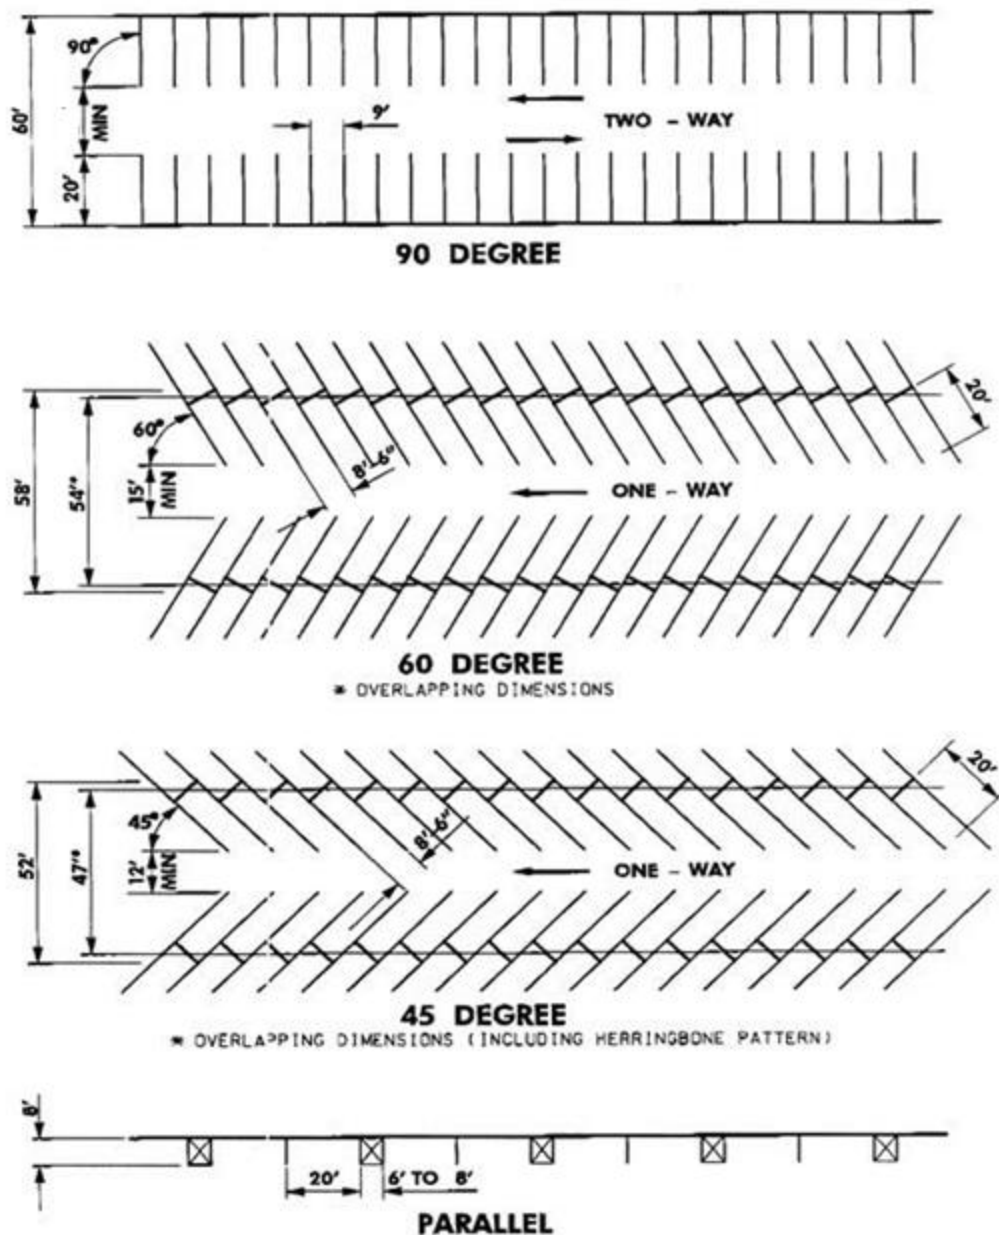 90°
60'
MIN
20'
9'
TWO - WAY
90 DEGREE
20'
60°
8'-6"
58'
54'*
15'
MIN
ONE - WAY
60 DEGREE
* OVERLAPPING DIMENSIONS
20'
45°
8'-6"
52'
47'*
12'
MIN
ONE - WAY
45 DEGREE
* OVERLAPPING DIMENSIONS (INCLUDING HERRINGBONE PATTERN)
8'
20'
6' TO 8'
PARALLEL